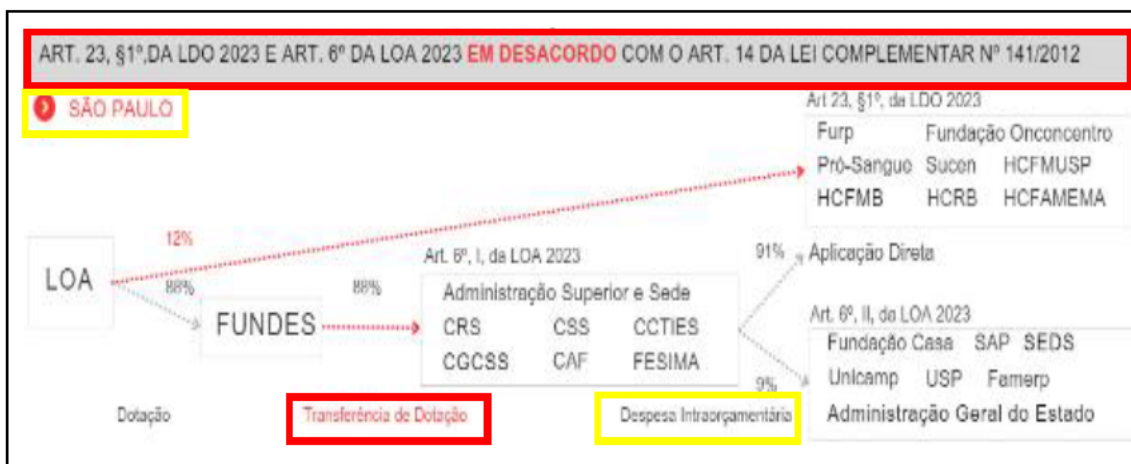 ART. 23, §1º,DA LDO 2023 E ART. 6º DA LOA 2023 EM DESACORDO COM O ART. 14 DA LEI COMPLEMENTAR Nº 141/2012
SÃO PAULO
Art 23, §1º, da LDO 2023
Furp Fundação Onconcentro
Pró-Sangue Sucen HCFMUSP
HCFMB HCRB HCFAMEMA
12%
Art. 6º, I, da LOA 2023
91% Aplicação Direta
LOA
88%
88%
Administração Superior e Sede
FUNDES
CRS CSS CCTIES
CGCSS CAF FESIMA
Art. 6º, II, da LOA 2023
Fundação Casa SAP SEDS
Unicamp USP Famerp
9%
Administração Geral do Estado
Dotação Transferência de Dotação Despesa Intraorçamentária